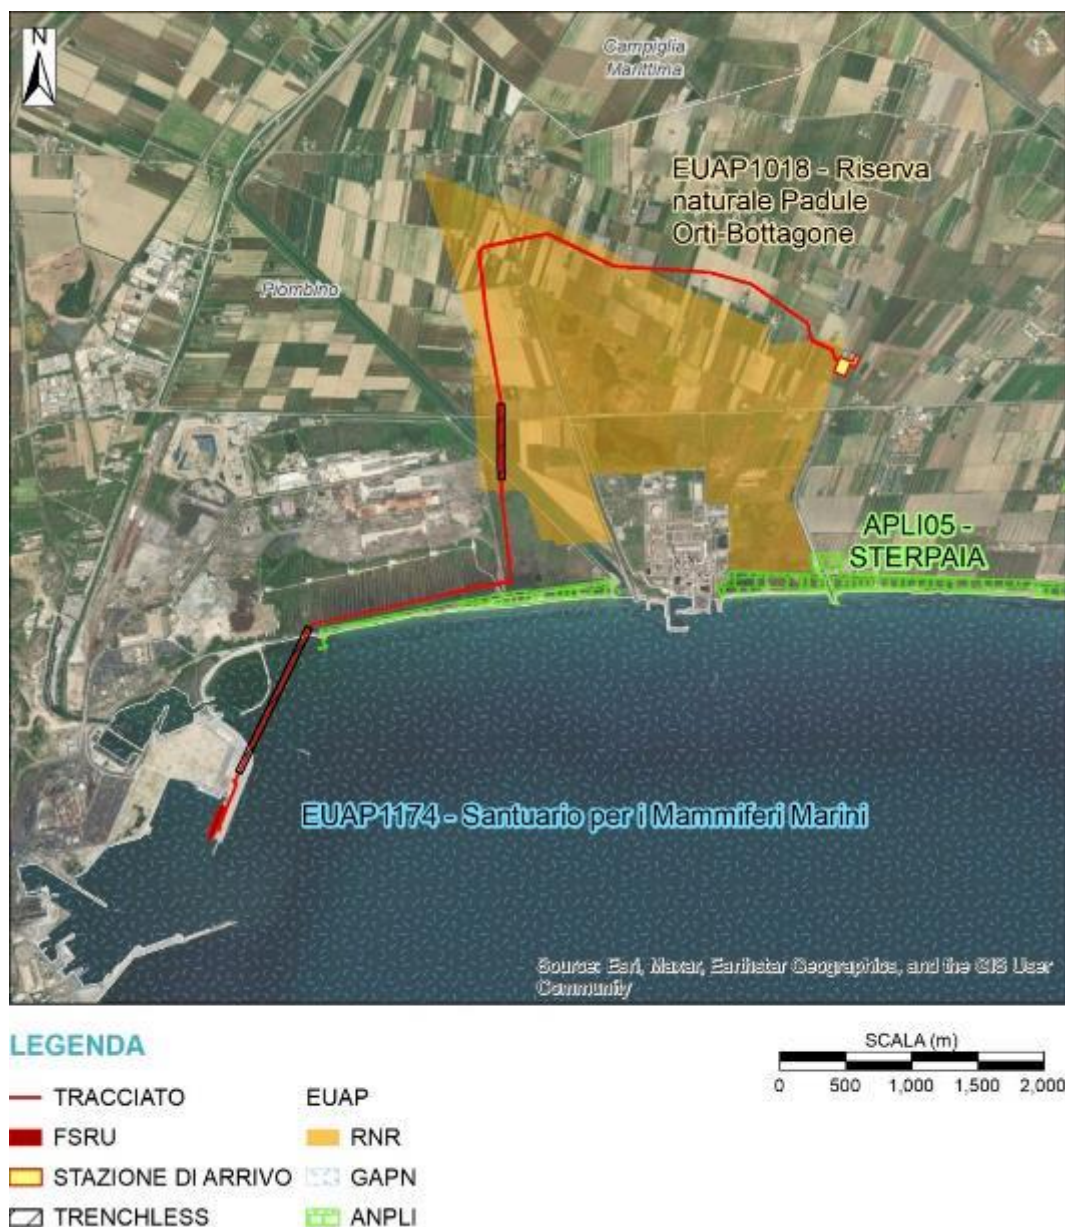 N
Campiglia
Marittima
EUAP1018 - Riserva
naturale Padule
Orti-Bottagone
Piombino
APLI05 -
STERPAIA
EUAP1174 - Santuario per i Mammiferi Marini
Source: Esri, Maxar, Earthstar Geographics, and the GIS User
Community
LEGENDA
SCALA (m)
0 500 1,000 1,500 2,000
TRACCIATO
FSRU
STAZIONE DI ARRIVO
TRENCHLESS
EUAP
RNR
GAPN
ANPLI